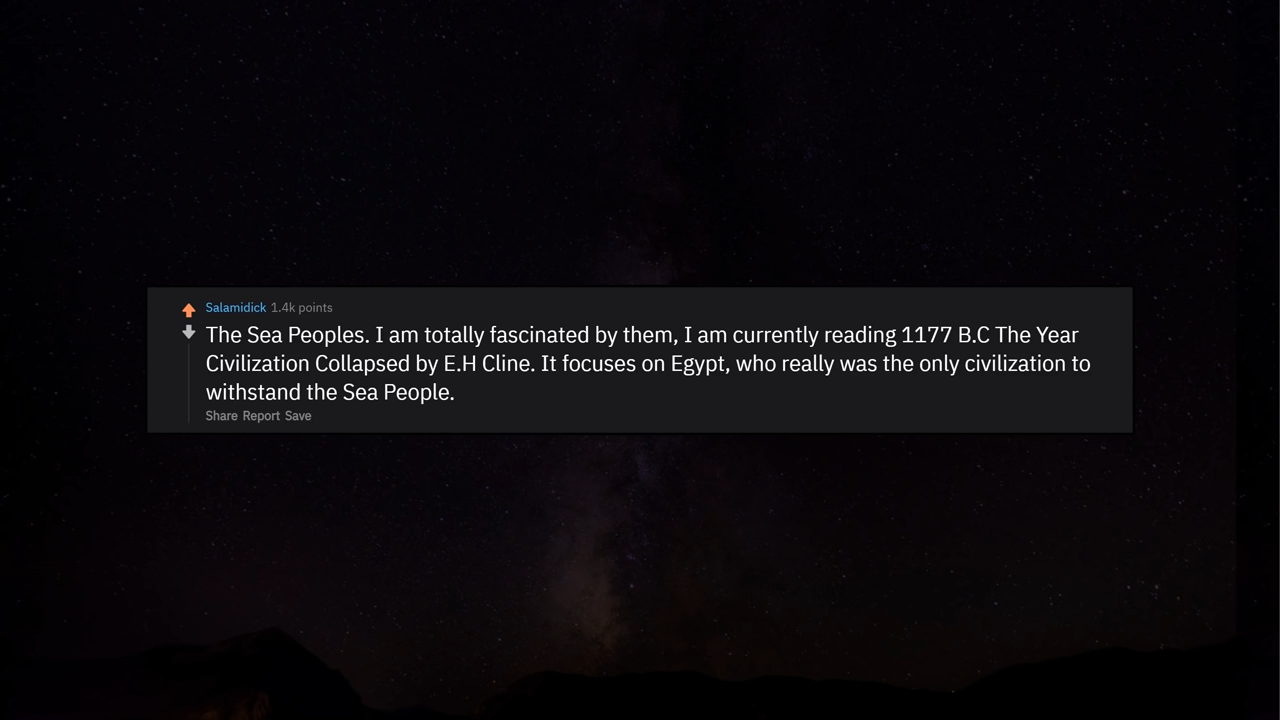 Salamidick 1.4k points
The Sea Peoples. I am totally fascinated by them, I am currently reading 1177 B.C The Year
Civilization Collapsed by E.H Cline. It focuses on Egypt, who really was the only civilization to
withstand the Sea People.
Share Report Save